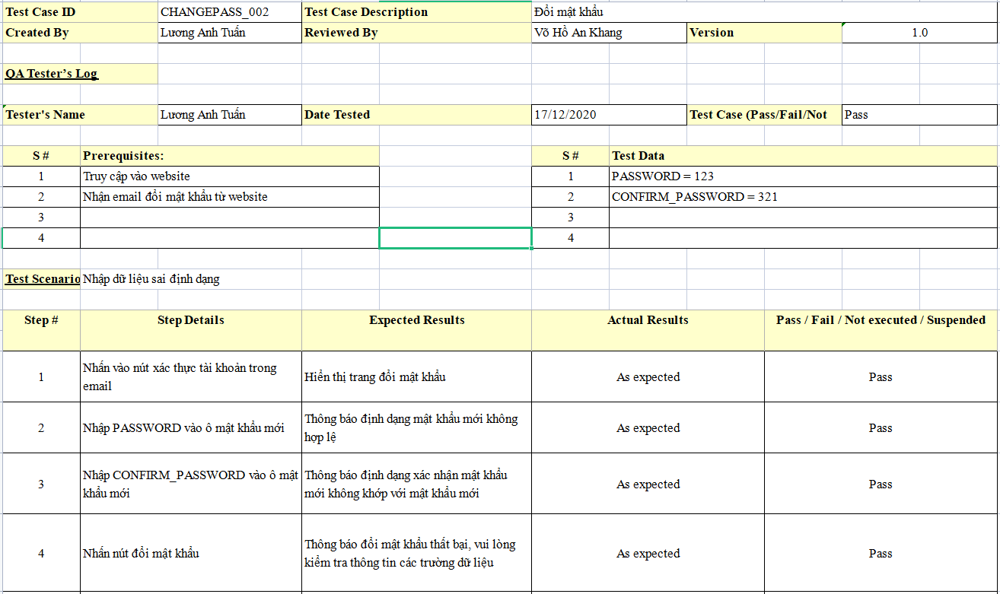 Test Case ID CHANGEPASS_002 Test Case Description Đổi mật khẩu
Created By Lương Anh Tuấn Reviewed By Võ Hồ An Khang Version 1.0
QA Tester's Log
Tester's Name Lương Anh Tuấn Date Tested 17/12/2020 Test Case (Pass/Fail/Not Pass
S # Prerequisites: S # Test Data
1 Truy cập vào website 1 PASSWORD = 123
2 Nhận email đổi mật khẩu từ website 2 CONFIRM_PASSWORD = 321
3 3
4 4
Test Scenario Nhập dữ liệu sai định dạng
Step # Step Details Expected Results Actual Results Pass / Fail / Not executed / Suspended
1 Nhấn vào nút xác thực tài khoản trong
email Hiển thị trang đổi mật khẩu As expected Pass
2 Nhập PASSWORD vào ô mật khẩu mới Thông báo định dạng mật khẩu mới không
hợp lệ As expected Pass
3 Nhập CONFIRM_PASSWORD vào ô mật
khẩu mới Thông báo định dạng xác nhận mật khẩu
mới không khớp với mật khẩu mới As expected Pass
4 Nhấn nút đổi mật khẩu Thông báo đổi mật khẩu thất bại, vui lòng
kiểm tra thông tin các trường dữ liệu As expected Pass